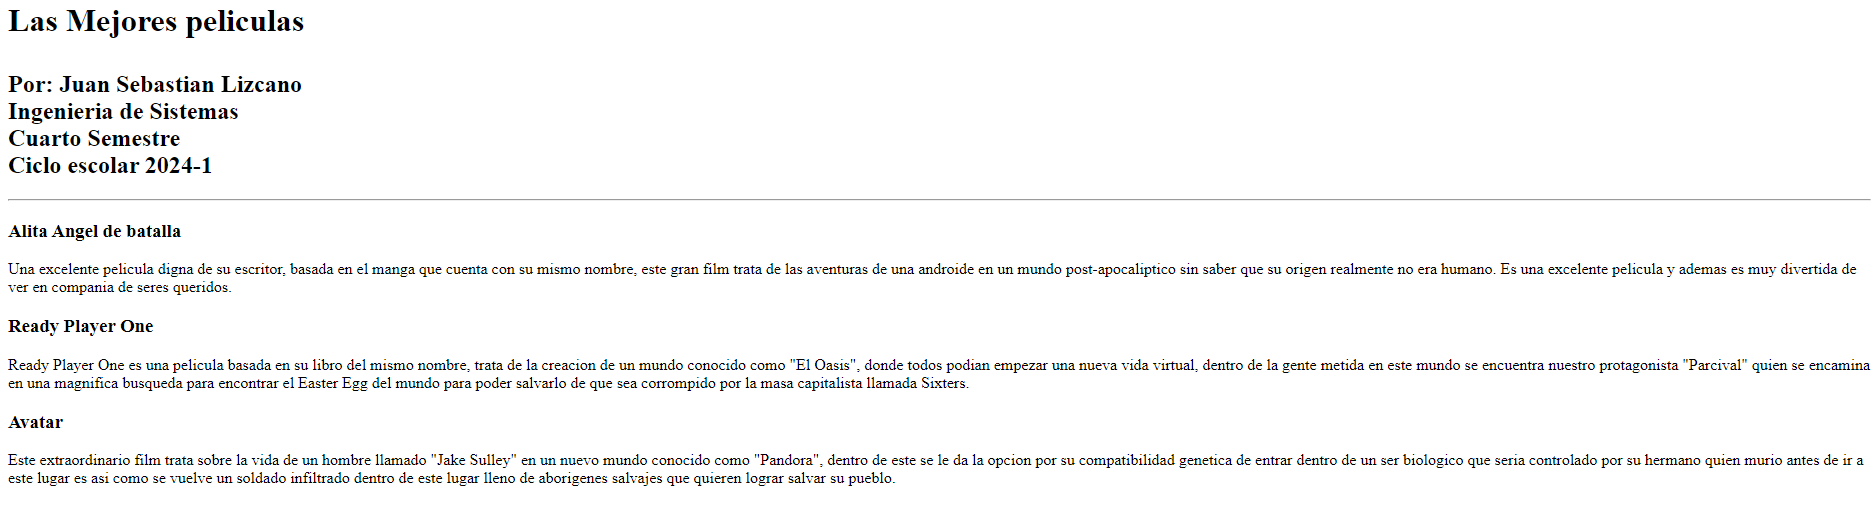 Las Mejores peliculas
Por: Juan Sebastian Lizcano
Ingenieria de Sistemas
Cuarto Semestre
Ciclo escolar 2024-1
Alita Angel de batalla
Una excelente pelicula digna de su escritor, basada en el manga que cuenta con su mismo nombre, este gran film trata de las aventuras de una androide en un mundo post-apocaliptico sin saber que su origen realmente no era humano. Es una excelente pelicula y ademas es muy divertida de
ver en compania de seres queridos.
Ready Player One
Ready Player One es una pelicula basada en su libro del mismo nombre, trata de la creacion de un mundo conocido como "El Oasis", donde todos podian empezar una nueva vida virtual, dentro de la gente metida en este mundo se encuentra nuestro protagonista "Parcival" quien se encamina
en una magnifica busqueda para encontrar el Easter Egg del mundo para poder salvarlo de que sea corrompido por la masa capitalista llamada Sixters.
Avatar
Este extraordinario film trata sobre la vida de un hombre llamado "Jake Sulley" en un nuevo mundo conocido como "Pandora", dentro de este se le da la opcion por su compatibilidad genetica de entrar dentro de un ser biologico que seria controlado por su hermano quien murio antes de ir a
este lugar es asi como se vuelve un soldado infiltrado dentro de este lugar lleno de aborigenes salvajes que quieren lograr salvar su pueblo.